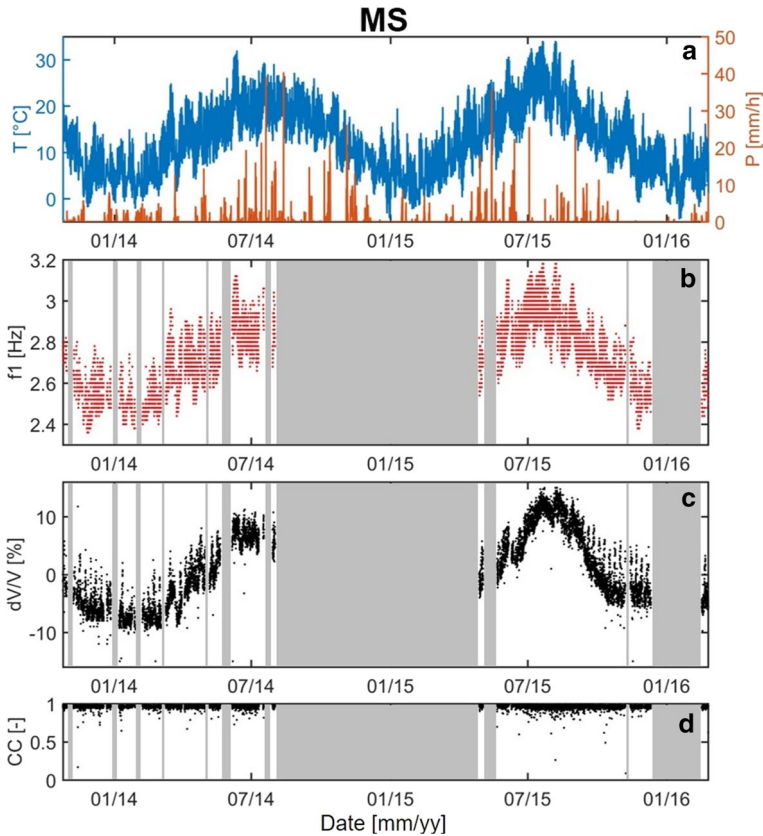 MS
a
T [°C]
30
20
10
0
50
40
30
20
10
0
P [mm/h]
01/14 07/14 01/15 07/15 01/16
b
f1 [Hz]
3.2
3
2.8
2.6
2.4
01/14 07/14 01/15 07/15 01/16
c
dV/V [%]
10
0
-10
01/14 07/14 01/15 07/15 01/16
d
CC [-]
1
0.5
0
01/14 07/14 01/15 07/15 01/16
Date [mm/yy]